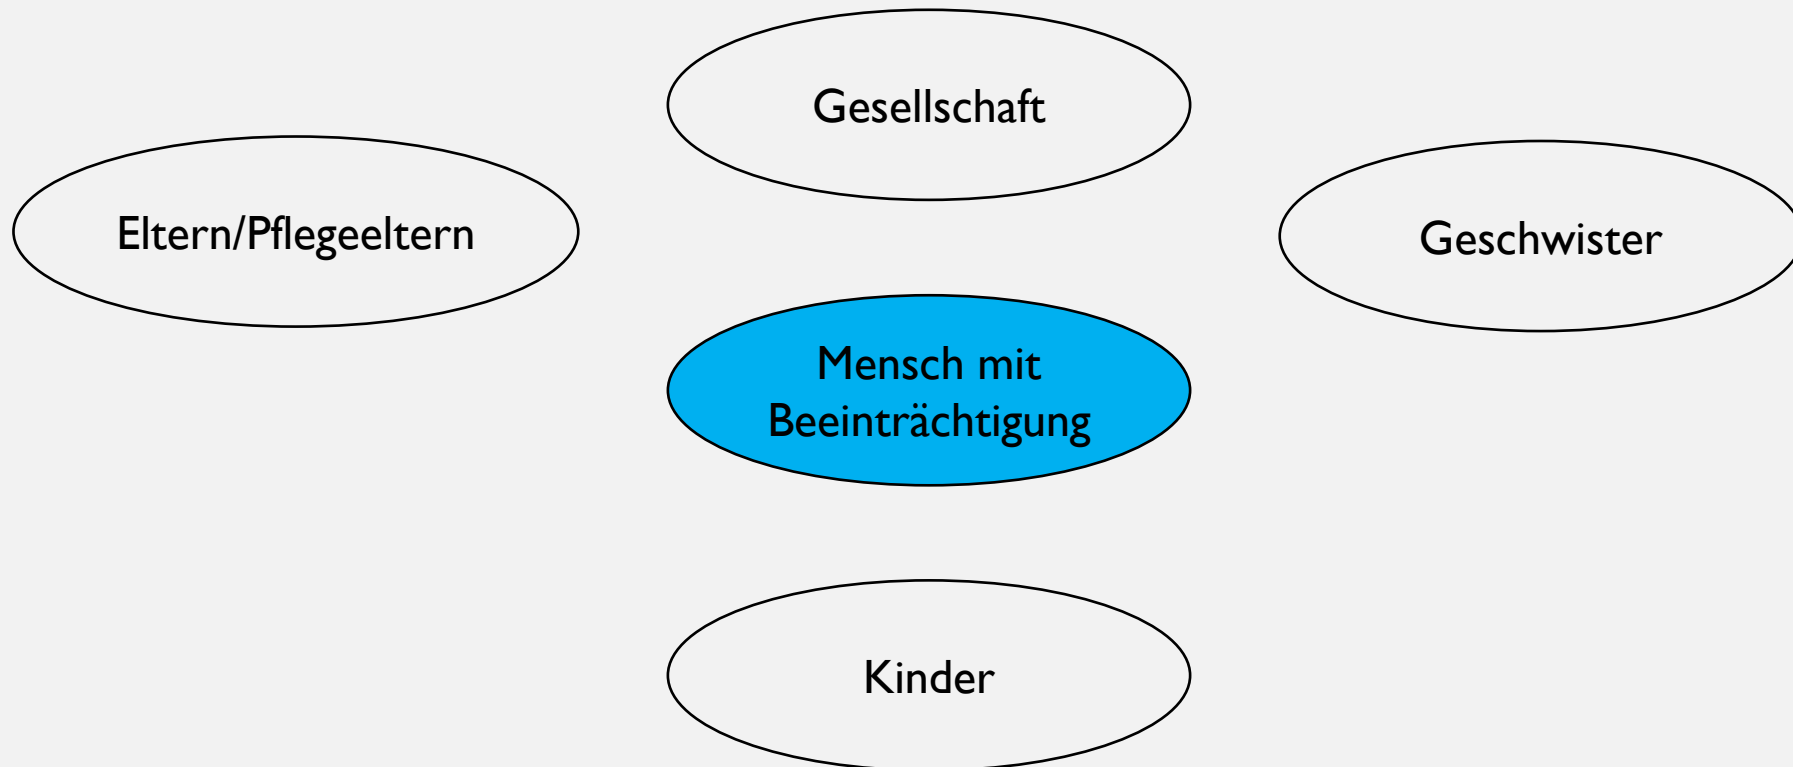 Gesellschaft
Eltern/Pflegeeltern
Geschwister
Mensch mit
Beeinträchtigung
Kinder